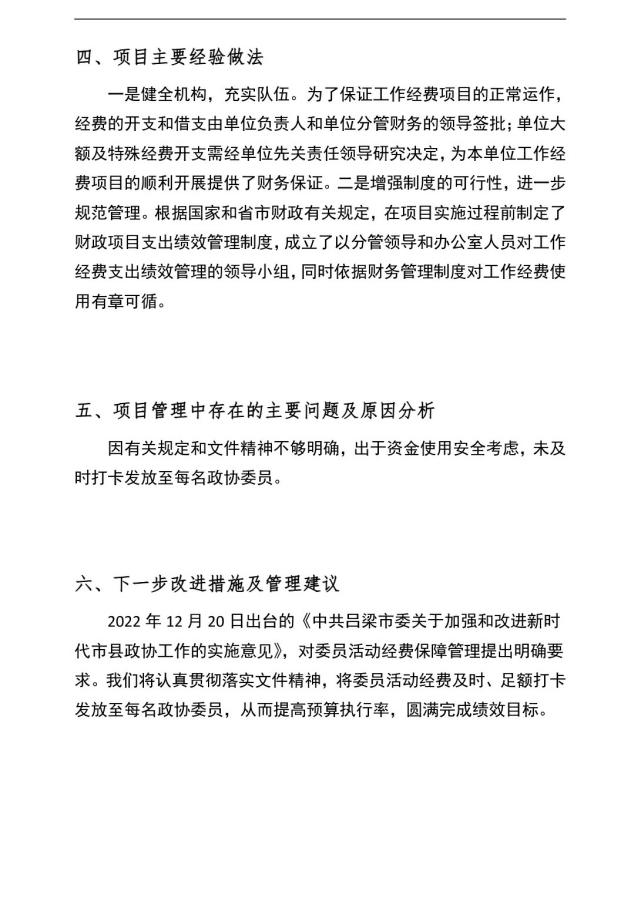 四、项目主要经验做法
一是健全机构，充实队伍。为了保证工作经费项目的正常运作，
经费的开支和借支由单位负责人和单位分管财务的领导签批；单位大
额及特殊经费开支需经单位先关责任领导研究决定，为本单位工作经
费项目的顺利开展提供了财务保证。二是增强制度的可行性，进一步
规范管理。根据国家和省市财政有关规定，在项目实施过程前制定了
财政项目支出绩效管理制度，成立了以分管领导和办公室人员对工作
经费支出绩效管理的领导小组，同时依据财务管理制度对工作经费使
用有章可循。
五、项目管理中存在的主要问题及原因分析
因有关规定和文件精神不够明确，出于资金使用安全考虑，未及
时打卡发放至每名政协委员。
六、下一步改进措施及管理建议
2022 年 12 月 20 日出台的《中共吕梁市委关于加强和改进新时
代市县政协工作的实施意见》，对委员活动经费保障管理提出明确要
求。我们将认真贯彻落实文件精神，将委员活动经费及时、足额打卡
发放至每名政协委员，从而提高预算执行率，圆满完成绩效目标。